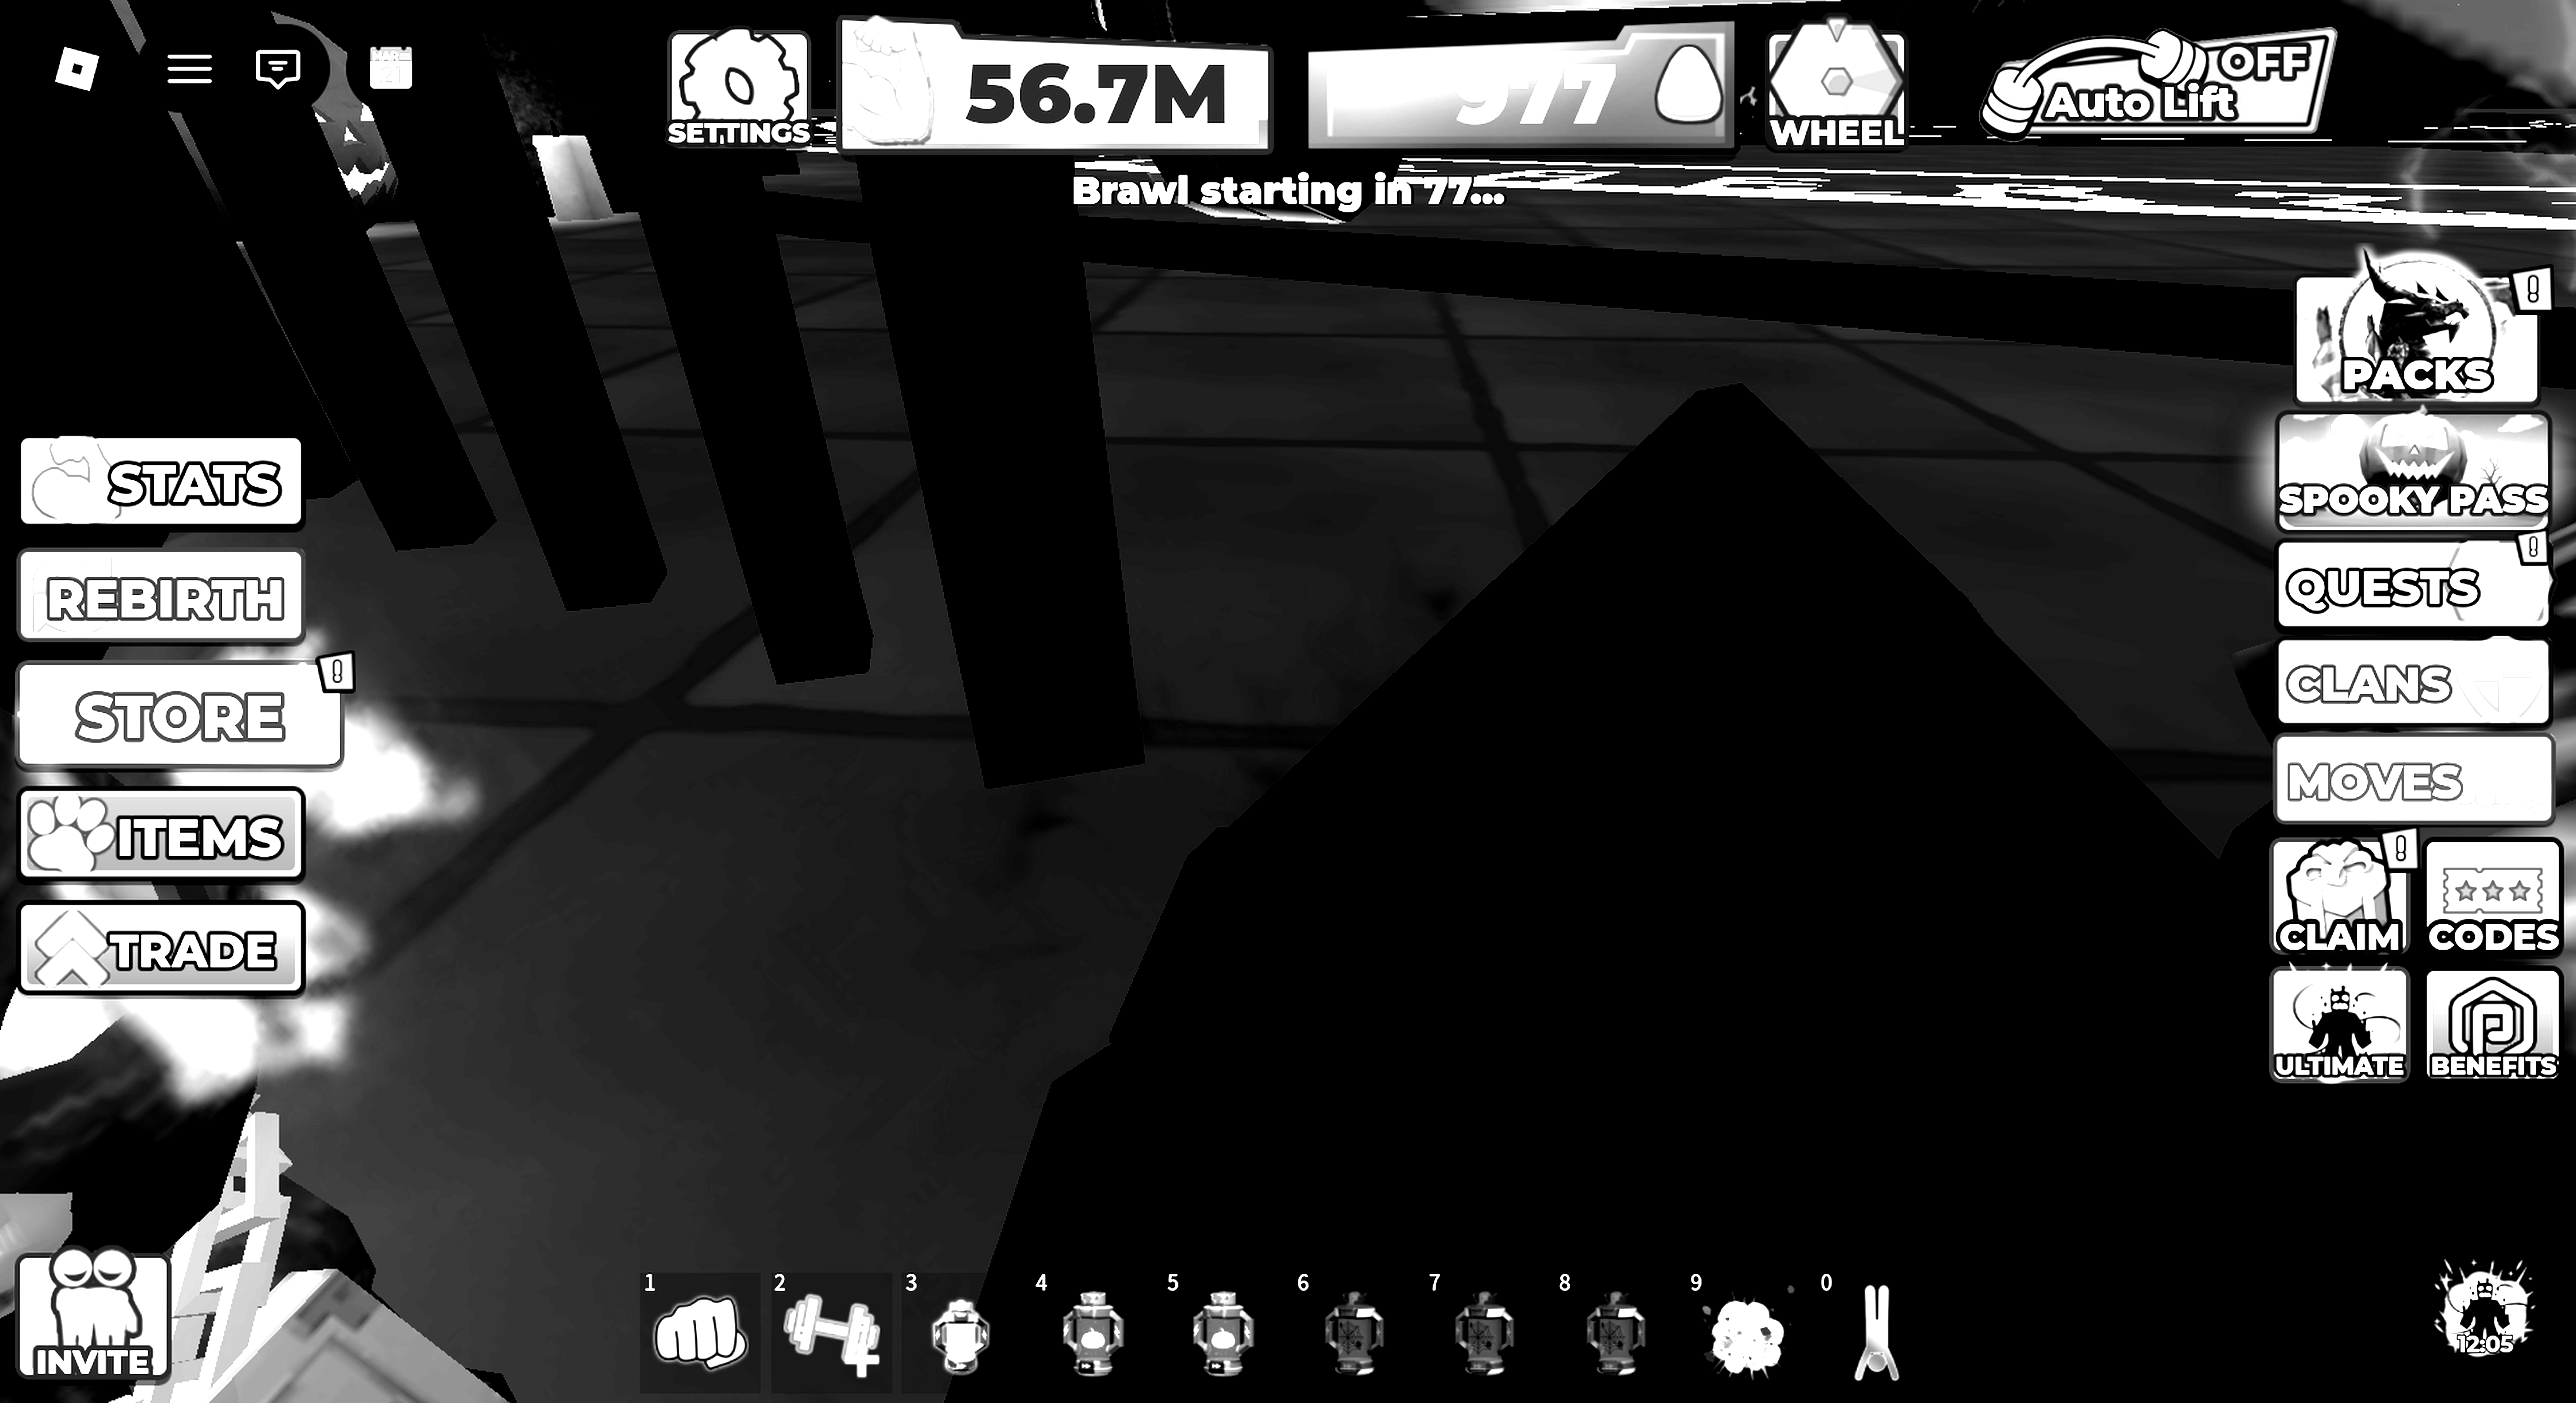 SETTINGS
56.7M
977
WHEEL
OFF
Auto Lift
Brawl starting in 77...
PACKS
!
SPOOKY PASS
QUESTS
!
CLANS
MOVES
CLAIM
!
CODES
ULTIMATE
BENEFITS
STATS
REBIRTH
STORE
!
ITEMS
TRADE
INVITE
1
2
3
4
5
6
7
8
9
0
12:05